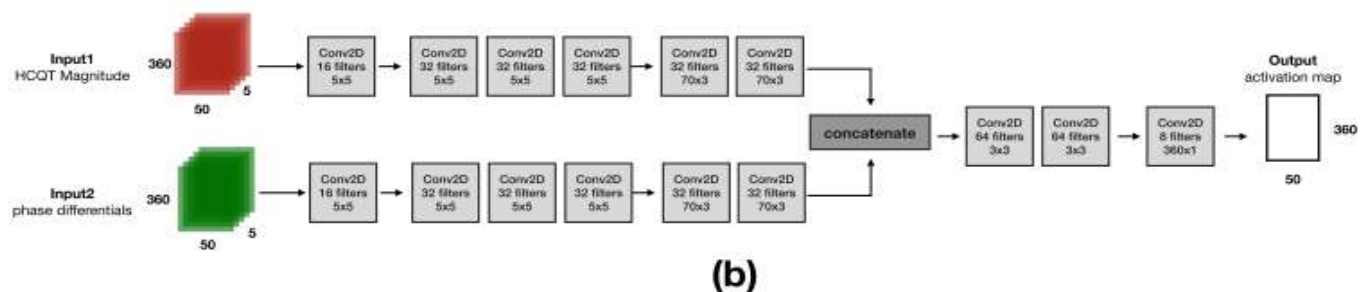 Input1
HCQT Magnitude
360
50
5
Conv2D
16 filters
5x5
Conv2D
32 filters
5x5
Conv2D
32 filters
5x5
Conv2D
32 filters
5x5
Conv2D
32 filters
70x3
Conv2D
32 filters
70x3
Input2
phase differentials
360
50
5
Conv2D
16 filters
5x5
Conv2D
32 filters
5x5
Conv2D
32 filters
5x5
Conv2D
32 filters
5x5
Conv2D
32 filters
70x3
Conv2D
32 filters
70x3
concatenate
Conv2D
64 filters
3x3
Conv2D
64 filters
3x3
Conv2D
8 filters
360x1
Output
activation map
360
50
(b)